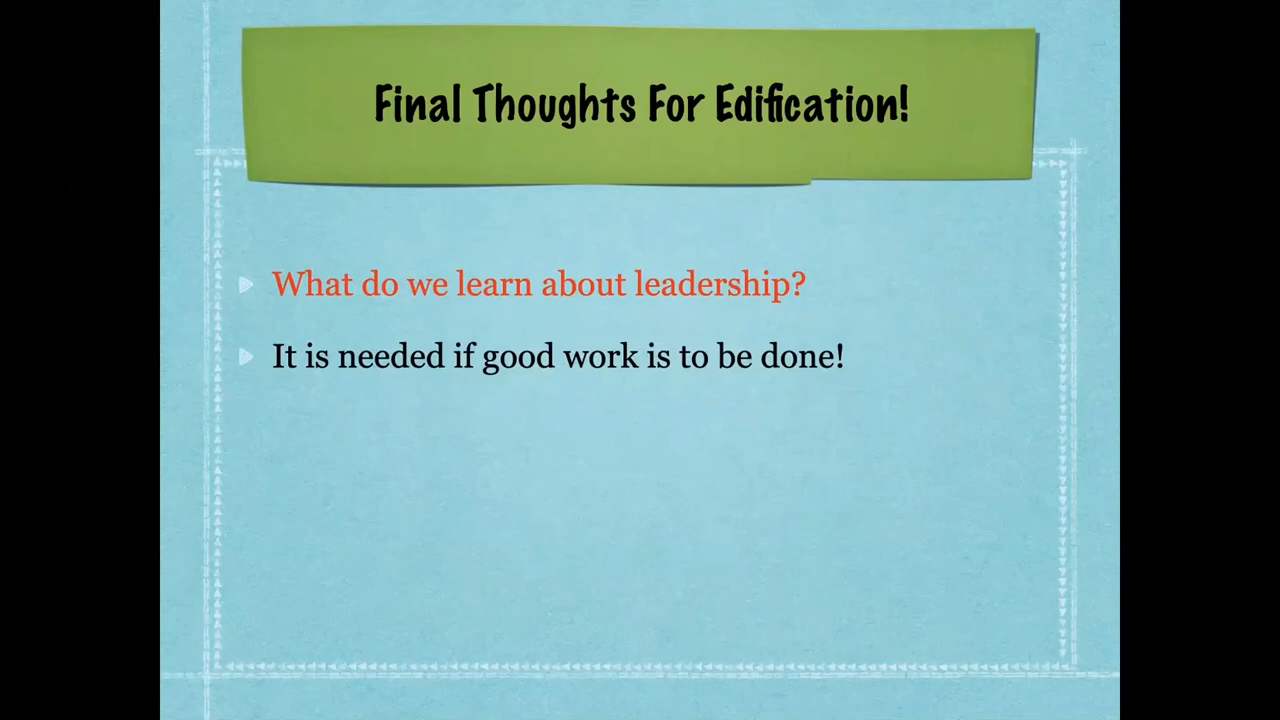 Final Thoughts For Edification!
What do we learn about leadership?
It is needed if good work is to be done!